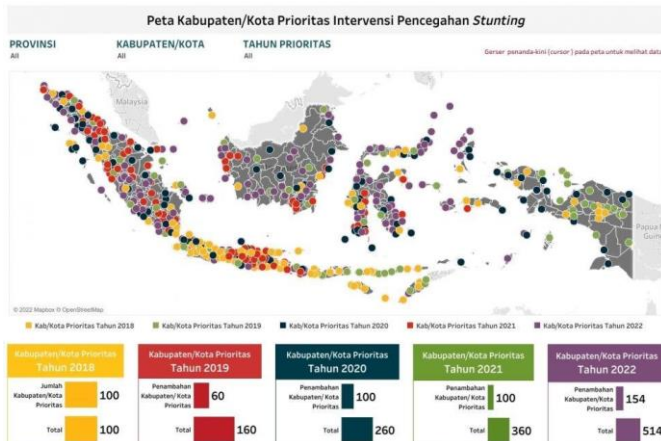 Peta Kabupaten/Kota Prioritas Intervensi Pencegahan Stunting
PROVINSI
All
KABUPATEN/KOTA
All
TAHUN PRIORITAS
All
Gerser penanda-kini (cursor) pada peta untuk melihat data
Malaysia
Papua
Guinea
© 2022 Mapbox © OpenStreetMap
Kab/Kota Prioritas Tahun 2018
Kab/Kota Prioritas Tahun 2019
Kab/Kota Prioritas Tahun 2020
Kab/Kota Prioritas Tahun 2021
Kab/Kota Prioritas Tahun 2022
Kabupaten/Kota Prioritas
Tahun 2018
Jumlah
Kabupaten/Kota
Prioritas
100
Total
100
Kabupaten/Kota Prioritas
Tahun 2019
Penambahan
Kabupaten/ Kota
Prioritas
60
Total
160
Kabupaten/Kota Prioritas
Tahun 2020
Penambahan
Kabupaten/ Kota
Prioritas
100
Total
260
Kabupaten/Kota Prioritas
Tahun 2021
Penambahan
Kabupaten/ Kota
Prioritas
100
Total
360
Kabupaten/Kota Prioritas
Tahun 2022
Penambahan
Kabupaten/ Kota
Prioritas
154
Total
514